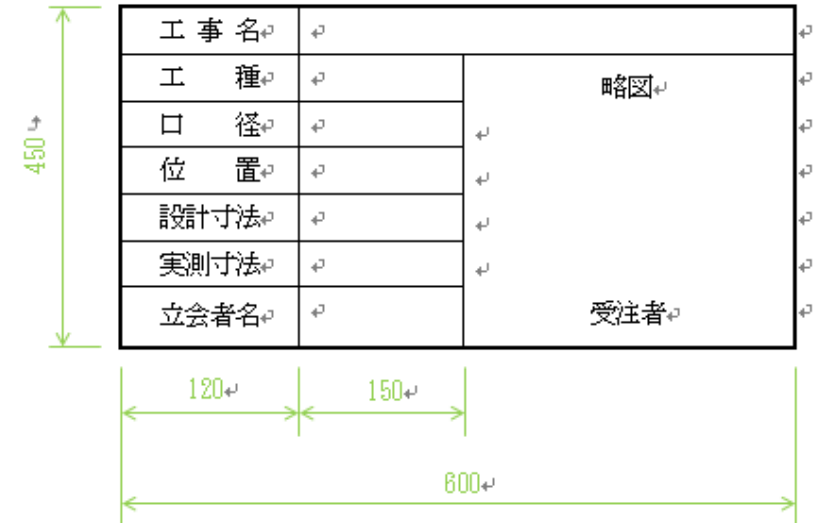 工事名
工　　種
略図
口　　径
位　　置
設計寸法
実測寸法
立会者名
受注者
450
120
150
600